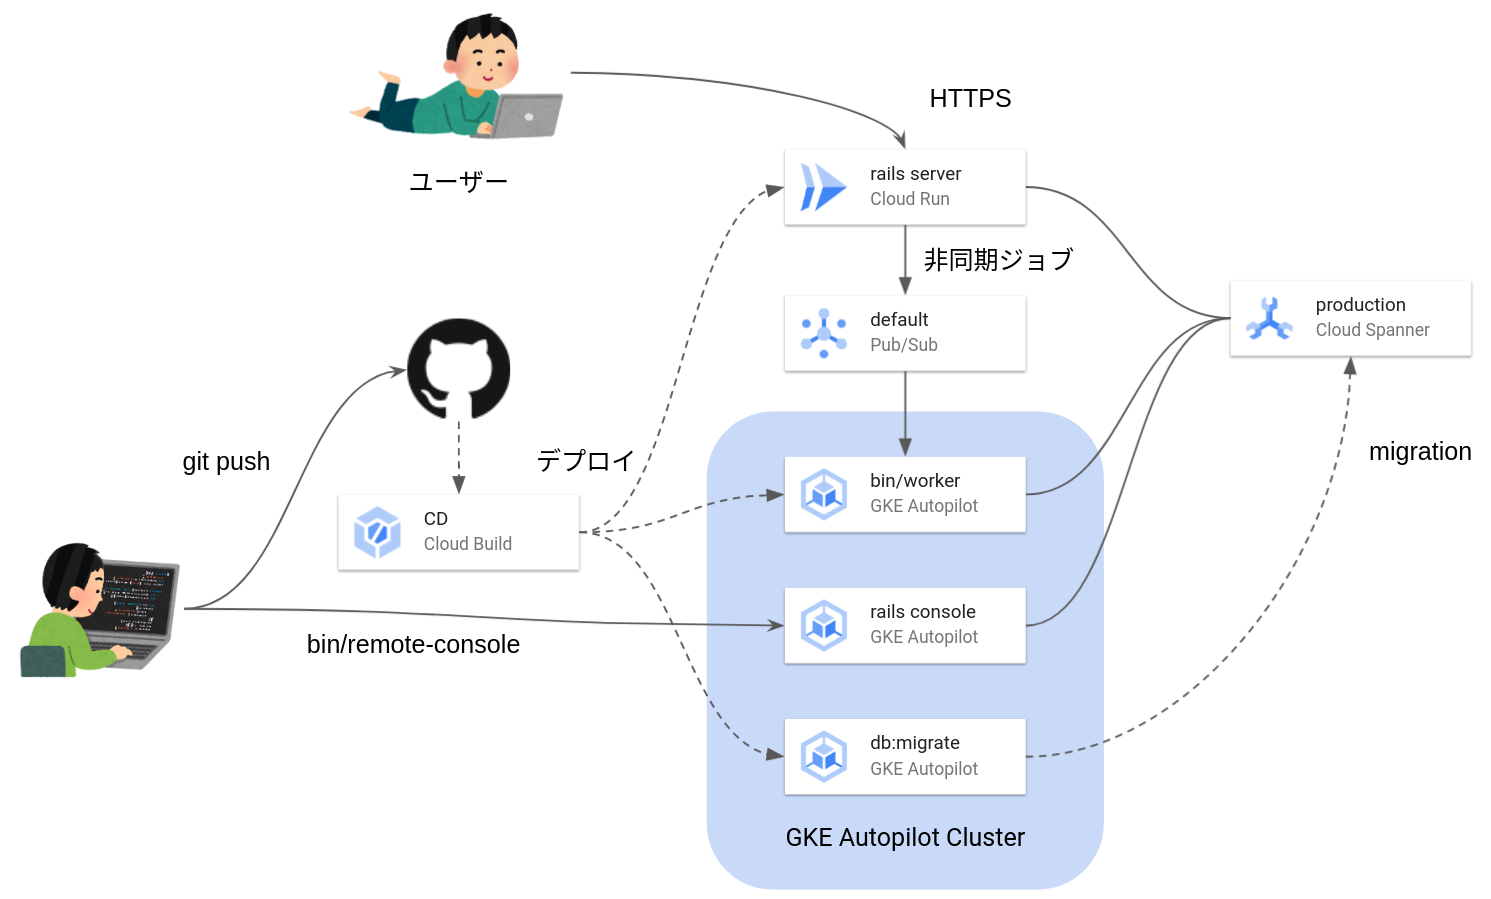 HTTPS
ユーザー
rails server
Cloud Run
非同期ジョブ
default
Pub/Sub
production
Cloud Spanner
git push
デプロイ
migration
bin/worker
GKE Autopilot
CD
Cloud Build
rails console
GKE Autopilot
bin/remote-console
db:migrate
GKE Autopilot
GKE Autopilot Cluster